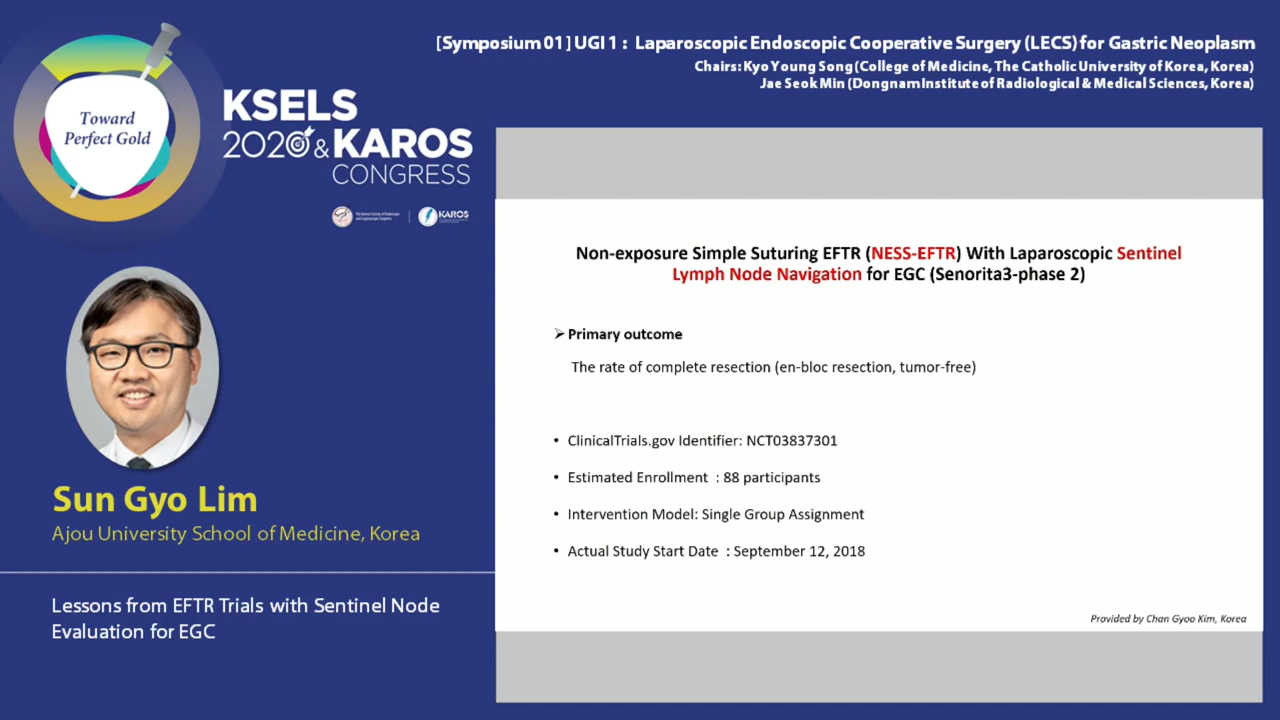 [Symposium 01] UGI 1 : Laparoscopic Endoscopic Cooperative Surgery (LECS) for Gastric Neoplasm
Chairs: Kyo Young Song (College of Medicine, The Catholic University of Korea, Korea)
Jae Seok Min (Dongnam Institute of Radiological & Medical Sciences, Korea)
Toward
Perfect Gold
KSELS
2020 & KAROS
CONGRESS
KAROS
Non-exposure Simple Suturing EFTR (NESS-EFTR) With Laparoscopic Sentinel
Lymph Node Navigation for EGC (Senorita3-phase 2)
➢ Primary outcome
The rate of complete resection (en-bloc resection, tumor-free)
• ClinicalTrials.gov Identifier: NCT03837301
• Estimated Enrollment : 88 participants
• Intervention Model: Single Group Assignment
• Actual Study Start Date : September 12, 2018
Provided by Chan Gyoo Kim, Korea
Sun Gyo Lim
Ajou University School of Medicine, Korea
Lessons from EFTR Trials with Sentinel Node
Evaluation for EGC